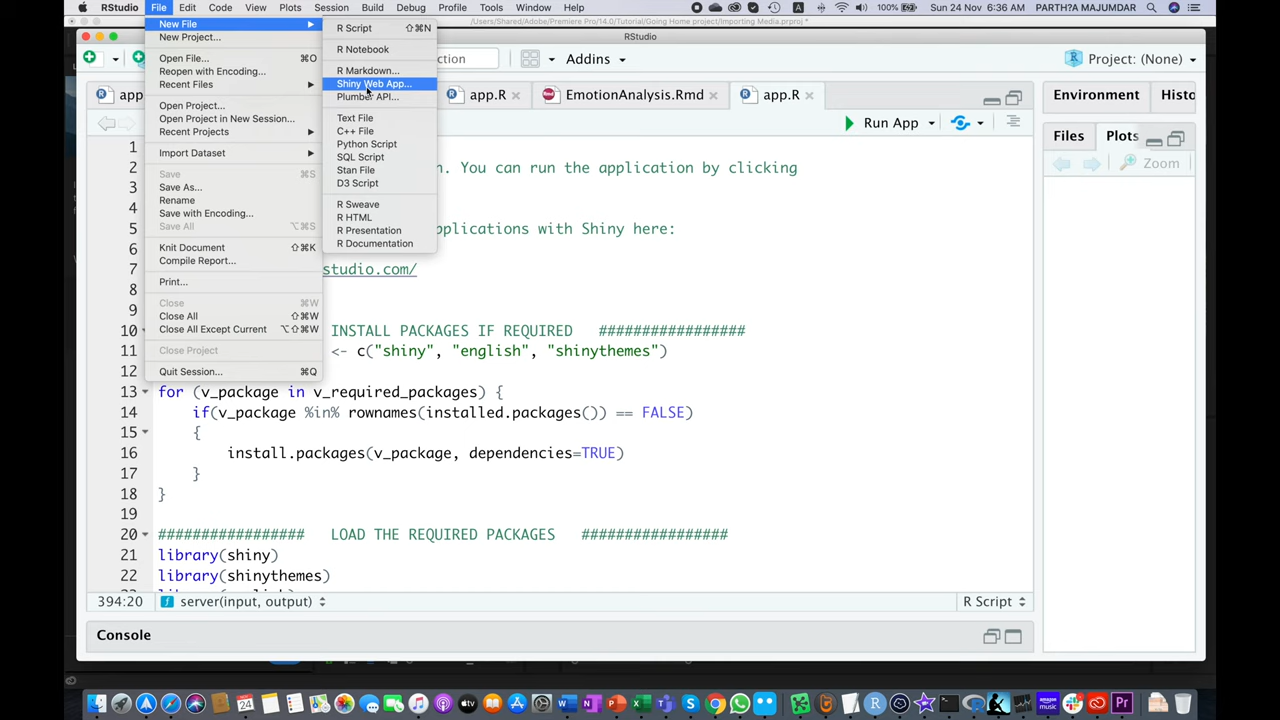 RStudio File Edit Code View Plots Session Build Debug Profile Tools Window Help
100% Sun 24 Nov 6:36 AM PARTH?A MAJUMDAR
/Users/Shared/Adobe/Premiere Pro/14.0/Tutorial/Going Home project/Importing Media.prproj *
RStudio
New File
New Project...
Open File... ⌘O
Reopen with Encoding...
Recent Files
Open Project...
Open Project in New Session...
Recent Projects
Import Dataset
Save ⌘S
Save As...
Rename
Save with Encoding...
Save All ⌥⌘S
Knit Document ⇧⌘K
Compile Report...
Print...
Close ⌘W
Close All ⇧⌘W
Close All Except Current ⌥⇧⌘W
Close Project
Quit Session... ⌘Q
R Script ⇧⌘N
R Notebook
R Markdown...
Shiny Web App...
Plumber API...
Text File
C++ File
Python Script
SQL Script
Stan File
D3 Script
R Sweave
R HTML
R Presentation
R Documentation
ction Addins Project: (None)
app app.R EmotionAnalysis.Rmd app.R
Run App
Environment Histo
Files Plots
Zoom
1
2 n. You can run the application by clicking
3
4
5 pplications with Shiny here:
6
7 studio.com/
8
9
10 INSTALL PACKAGES IF REQUIRED #################
11 <- c("shiny", "english", "shinythemes")
12
13 for (v_package in v_required_packages) {
14 if(v_package %in% rownames(installed.packages()) == FALSE)
15 {
16 install.packages(v_package, dependencies=TRUE)
17 }
18 }
19
20 ################# LOAD THE REQUIRED PACKAGES #################
21 library(shiny)
22 library(shinythemes)
394:20 server(input, output) R Script
Console